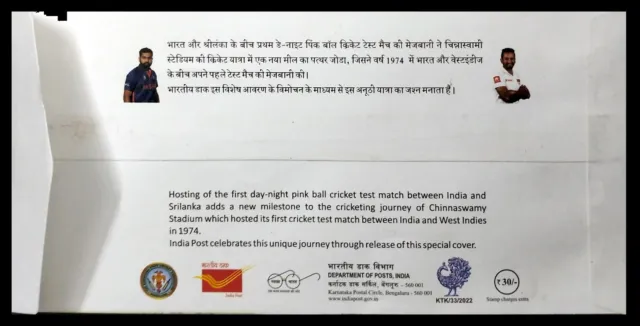 भारत और श्रीलंका के बीच प्रथम डे-नाइट पिंक बॉल क्रिकेट टेस्ट मैच की मेजबानी ने चिन्नास्वामी
स्टेडियम की क्रिकेट यात्रा में एक नया मील का पत्थर जोडा, जिसने वर्ष 1974 में भारत और वेस्टइंडीज
के बीच अपने पहले टेस्ट मैच की मेजबानी की।
भारतीय डाक इस विशेष आवरण के विमोचन के माध्यम से इस अनूठी यात्रा का जश्न मनाता हैं।
Hosting of the first day-night pink ball cricket test match between India and
Srilanka adds a new milestone to the cricketing journey of Chinnaswamy
Stadium which hosted its first cricket test match between India and West Indies
in 1974.
India Post celebrates this unique journey through release of this special cover.
भारतीय डाक
India Post
भारतीय डाक विभाग
DEPARTMENT OF POSTS, INDIA
कर्नाटक डाक सर्किल, बेंगलूरु - 560 001
Karnataka Postal Circle, Bengaluru - 560 001
www.indiapost.gov.in
KTK/33/2022
₹30/-
Stamp charges extra